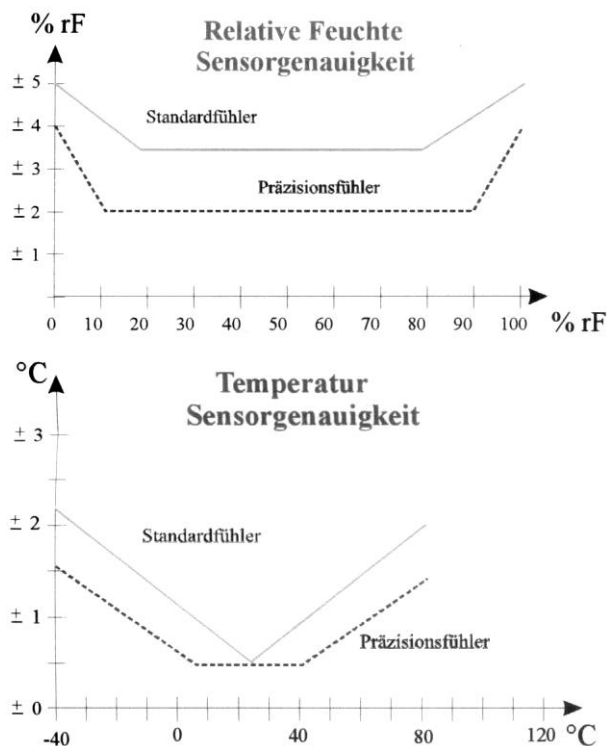 % rF
Relative Feuchte
Sensorgenauigkeit
± 5
± 4
± 3
± 2
± 1
Standardfühler
Präzisionsfühler
0 10 20 30 40 50 60 70 80 90 100
% rF
°C
Temperatur
Sensorgenauigkeit
± 3
± 2
± 1
± 0
Standardfühler
Präzisionsfühler
-40 0 40 80 120
°C